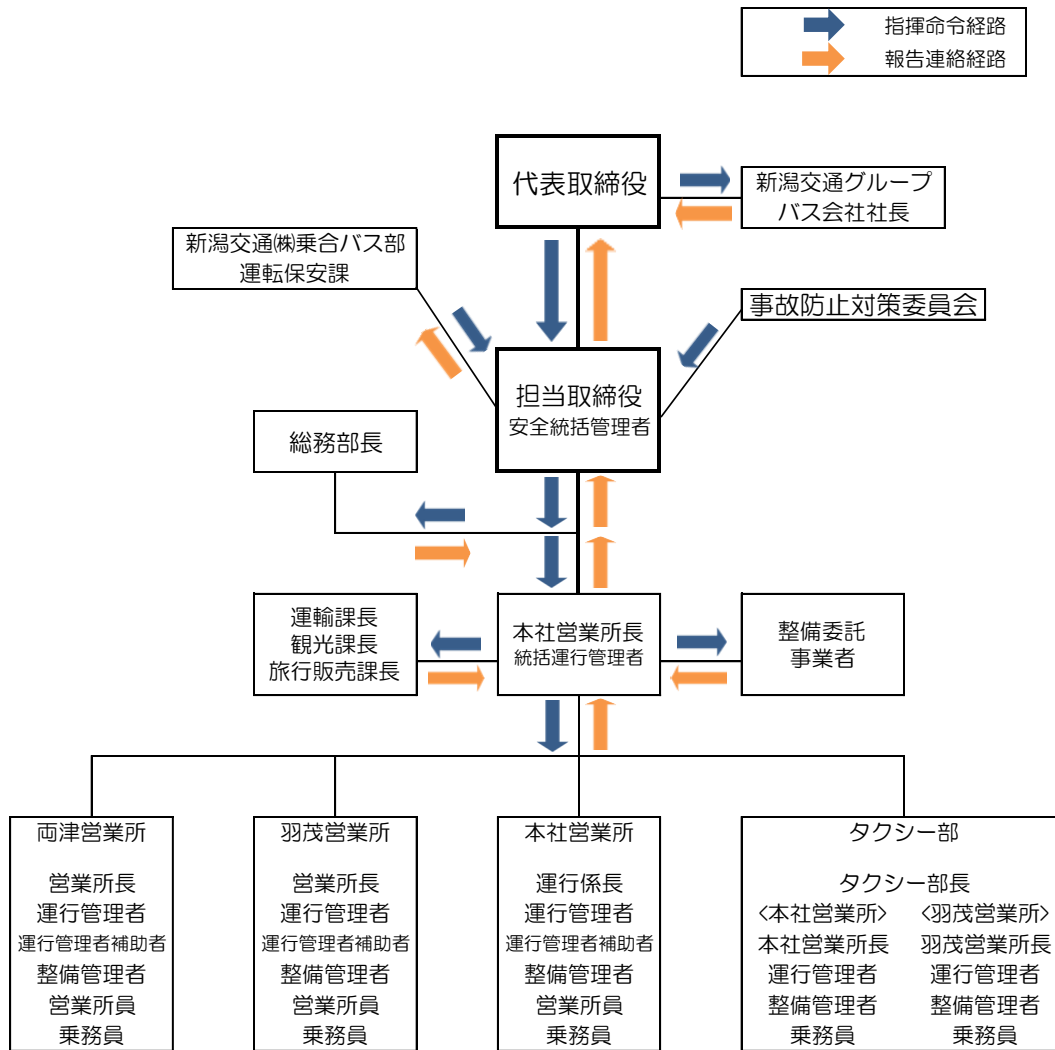 指揮命令経路
報告連絡経路
代表取締役
新潟交通グループ
バス会社社長
新潟交通㈱乗合バス部
運転保安課
事故防止対策委員会
担当取締役
安全統括管理者
総務部長
運輸課長
観光課長
旅行販売課長
本社営業所長
統括運行管理者
整備委託
事業者
両津営業所
営業所長
運行管理者
運行管理者補助者
整備管理者
営業所員
乗務員
羽茂営業所
営業所長
運行管理者
運行管理者補助者
整備管理者
営業所員
乗務員
本社営業所
運行係長
運行管理者
運行管理者補助者
整備管理者
営業所員
乗務員
タクシー部
タクシー部長
〈本社営業所〉 〈羽茂営業所〉
本社営業所長 羽茂営業所長
運行管理者 運行管理者
整備管理者 整備管理者
乗務員 乗務員